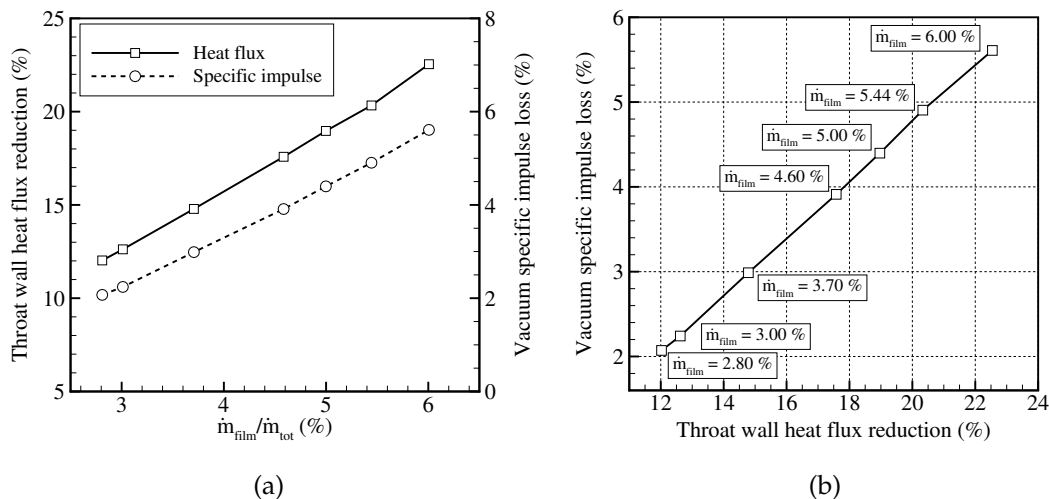 25
20
15
10
5
Throat wall heat flux reduction (%)
Heat flux
Specific impulse
8
6
4
2
0
Vacuum specific impulse loss (%)
3
4
5
6
ṁfilm/ṁtot (%)
(a)
6
5
4
3
2
Vacuum specific impulse loss (%)
ṁfilm = 6.00 %
ṁfilm = 5.44 %
ṁfilm = 5.00 %
ṁfilm = 4.60 %
ṁfilm = 3.70 %
ṁfilm = 3.00 %
ṁfilm = 2.80 %
12
14
16
18
20
22
24
Throat wall heat flux reduction (%)
(b)